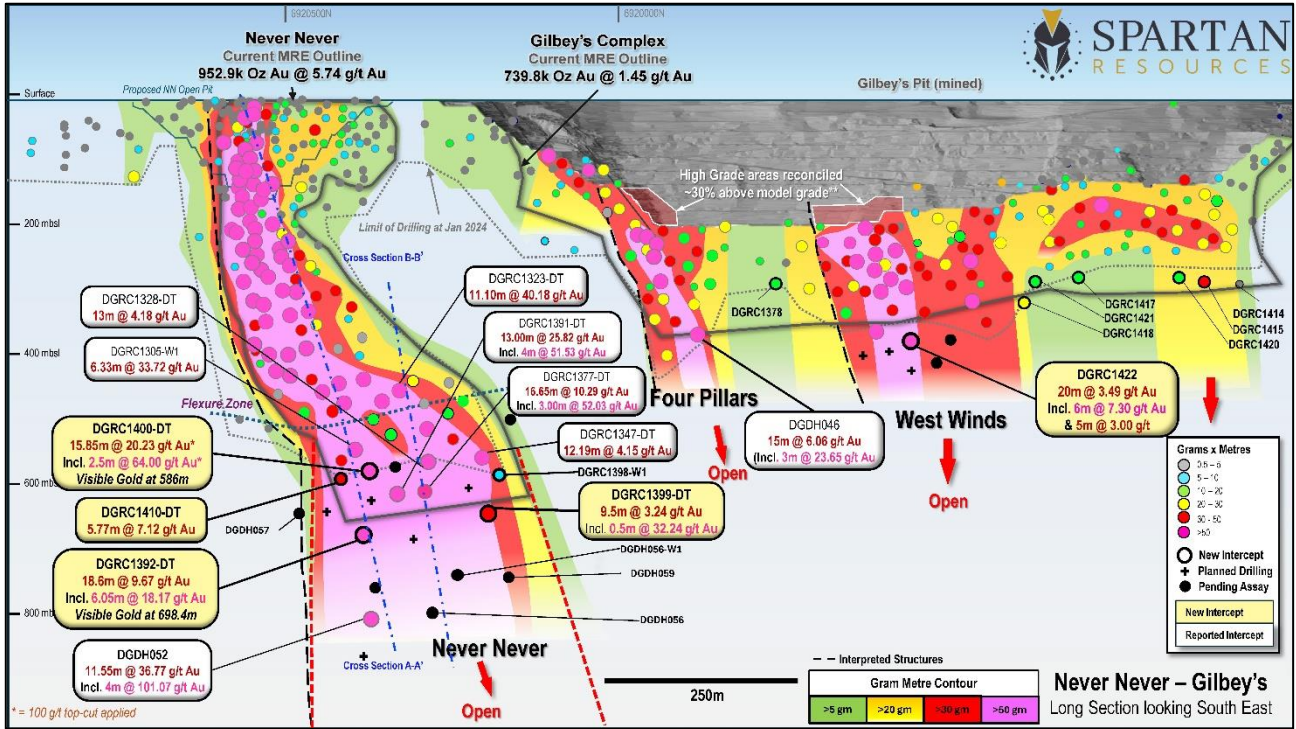 6920500N
6920000N
SPARTAN
RESOURCES
Never Never
Current MRE Outline
952.9k Oz Au @ 5.74 g/t Au
Gilbey's Complex
Current MRE Outline
739.8k Oz Au @ 1.45 g/t Au
Gilbey's Pit (mined)
Surface
Proposed NN Open Pit
High Grade areas reconciled
~30% above model grade**
200 mbsl
Limit of Drilling at Jan 2024
Cross Section B-B'
DGRC1328-DT
13m @ 4.18 g/t Au
DGRC1323-DT
11.10m @ 40.18 g/t Au
DGRC1391-DT
13.00m @ 25.82 g/t Au
Incl. 4m @ 51.53 g/t Au
DGRC1378
DGRC1417
DGRC1421
DGRC1418
DGRC1414
DGRC1415
DGRC1420
400 mbsl
DGRC1305-W1
6.33m @ 33.72 g/t Au
DGRC1377-DT
16.65m @ 10.29 g/t Au
Incl. 3.00m @ 52.03 g/t Au
Flexure Zone
Four Pillars
West Winds
DGRC1422
20m @ 3.49 g/t Au
Incl. 6m @ 7.30 g/t Au
& 5m @ 3.00 g/t
DGRC1400-DT
15.85m @ 20.23 g/t Au*
Incl. 2.5m @ 64.00 g/t Au*
Visible Gold at 586m
DGRC1347-DT
12.19m @ 4.15 g/t Au
DGDH046
15m @ 6.06 g/t Au
(Incl. 3m @ 23.65 g/t Au
Open
Open
DGRC1398-W1
600 mbsl
DGRC1410-DT
5.77m @ 7.12 g/t Au
DGDH057
DGRC1399-DT
9.5m @ 3.24 g/t Au
Incl. 0.5m @ 32.24 g/t Au
DGRC1392-DT
18.6m @ 9.67 g/t Au
Incl. 6.05m @ 18.17 g/t Au
Visible Gold at 698.4m
DGDH056-W1
DGDH059
DGDH056
800 mbsl
DGDH052
11.55m @ 36.77 g/t Au
Incl. 4m @ 101.07 g/t Au
Cross Section A-A'
Never Never
Open
* = 100 g/t top-cut applied
250m
Grams x Metres
0.5 – 5
5 – 10
10 – 20
20 – 30
30 - 50
>50
New Intercept
Planned Drilling
Pending Assay
New Intercept
Reported Intercept
Interpreted Structures
Gram Metre Contour
>5 gm
>20 gm
>30 gm
>50 gm
Never Never – Gilbey's
Long Section looking South East